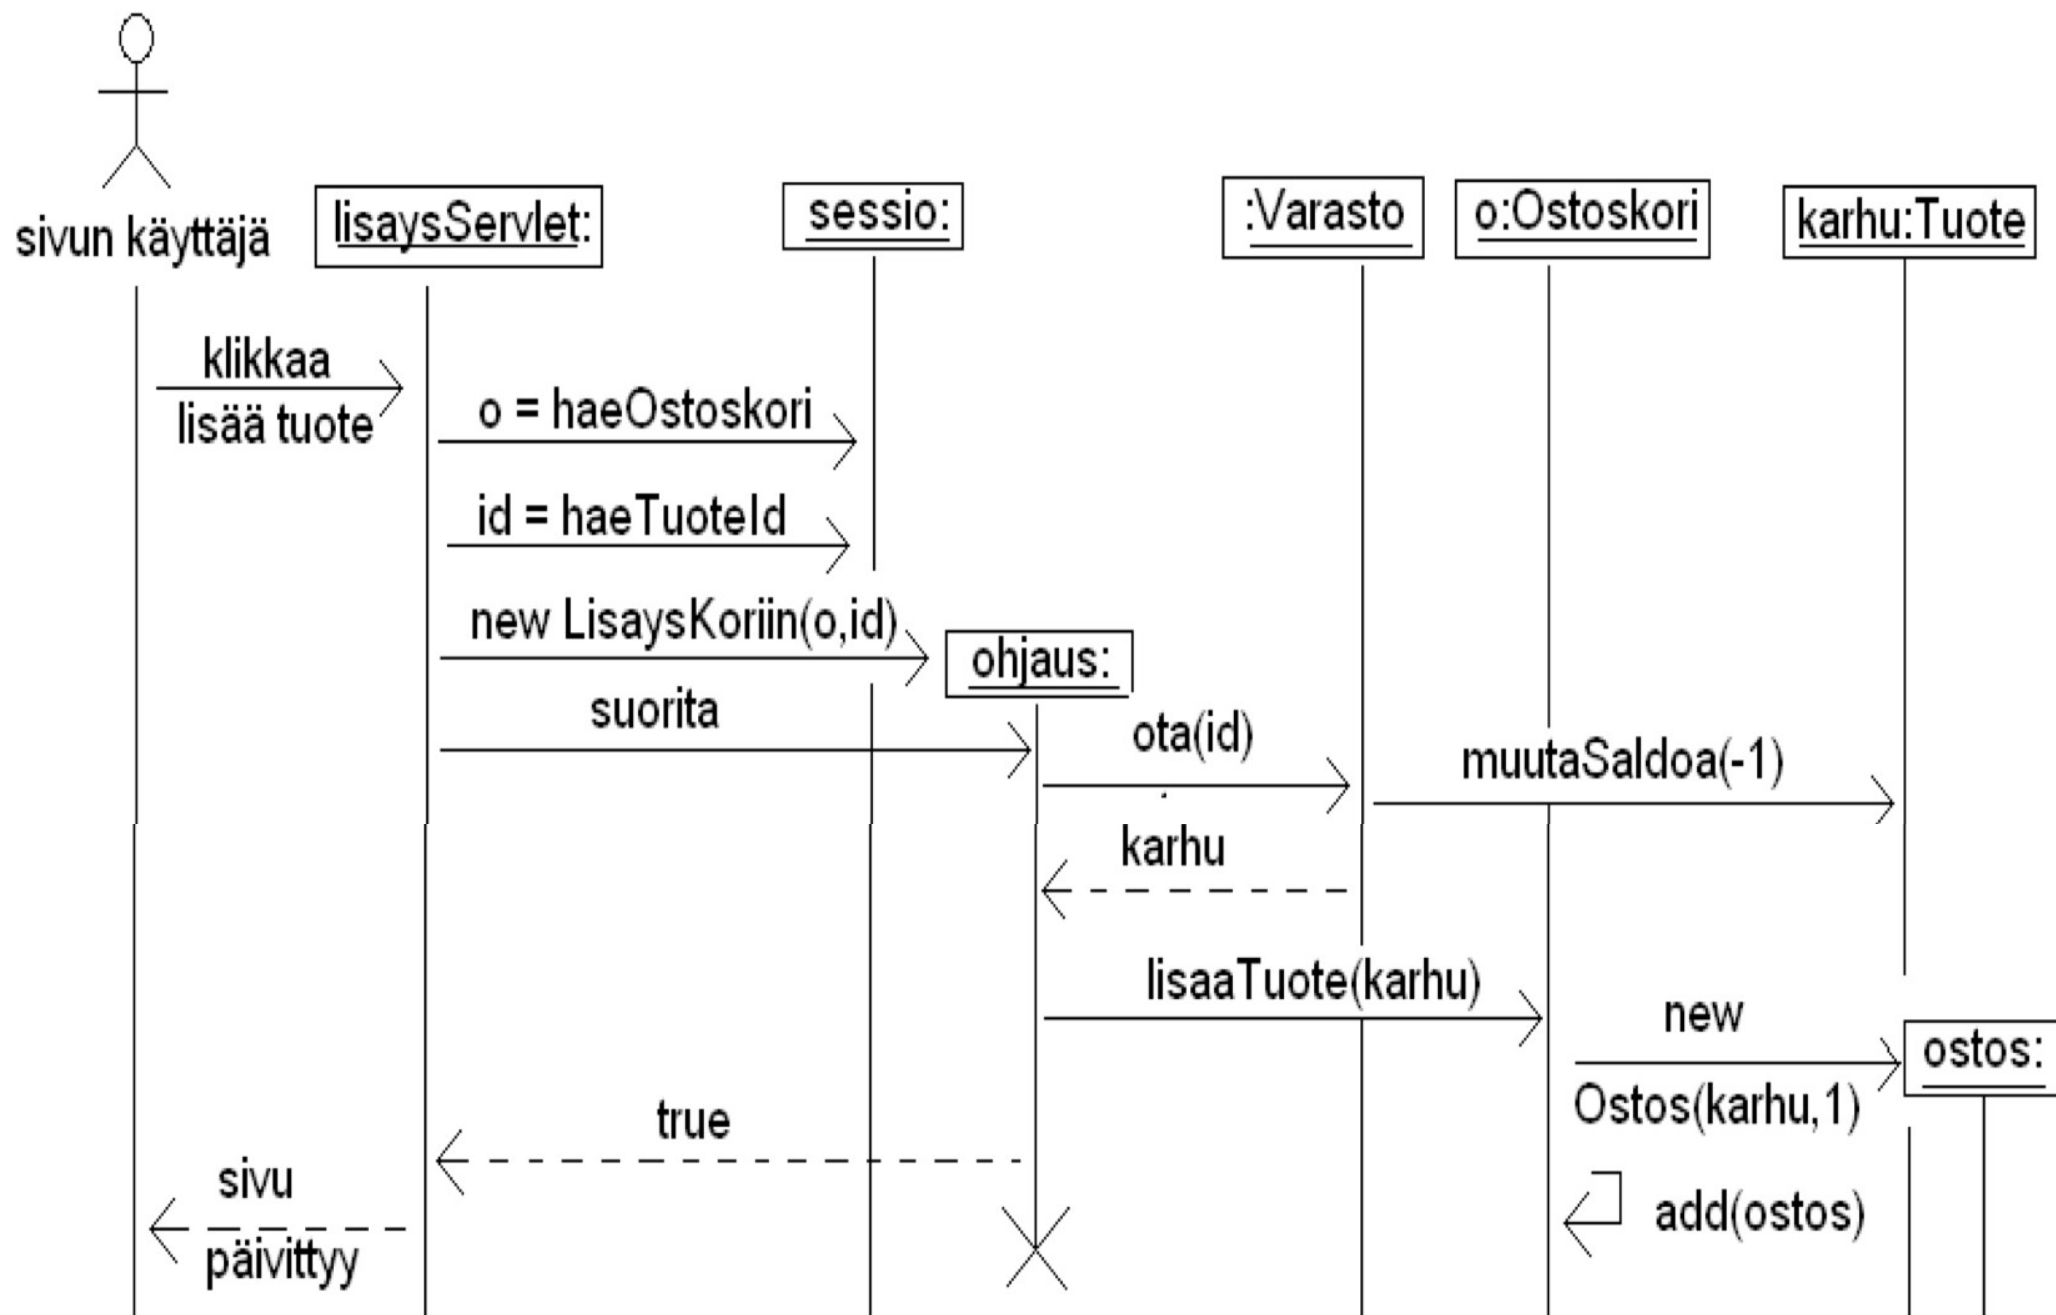 sivun käyttäjä
lisaysServlet:
sessio:
:Varasto
o:Ostoskori
karhu:Tuote
klikkaa
lisää tuote
o = haeOstoskori
id = haeTuoteId
new LisaysKoriin(o,id)
ohjaus:
suorita
ota(id)
muutaSaldoa(-1)
karhu
lisaaTuote(karhu)
new
Ostos(karhu,1)
ostos:
true
add(ostos)
sivu
päivittyy